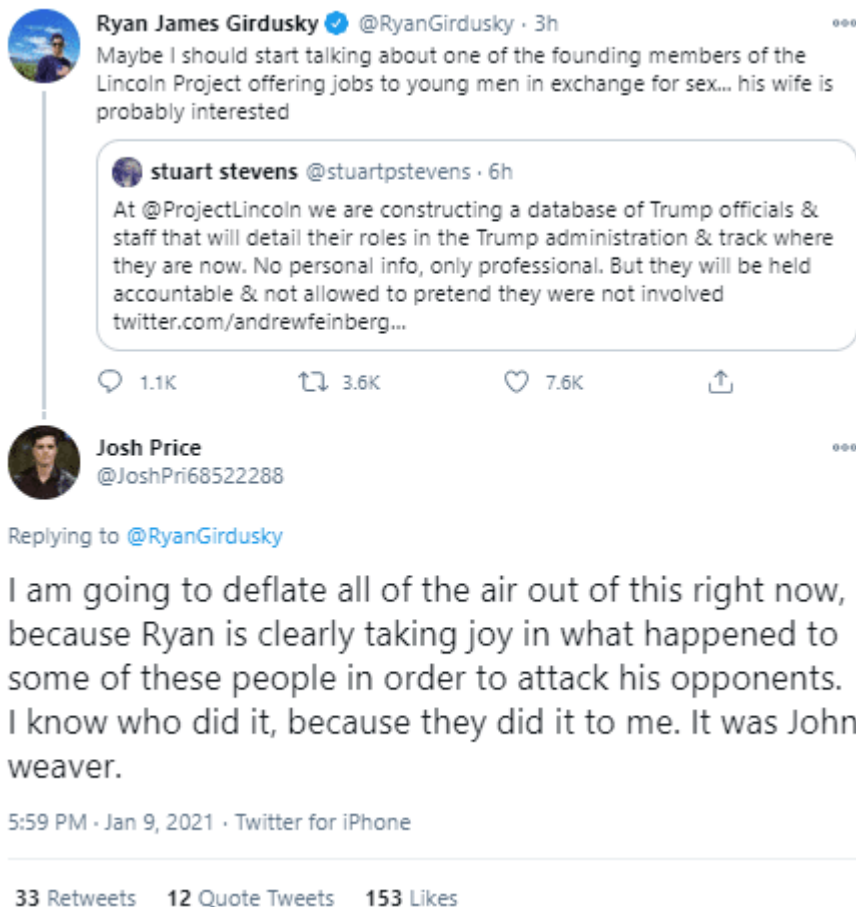 Ryan James Girdusky @RyanGirdusky · 3h
Maybe I should start talking about one of the founding members of the
Lincoln Project offering jobs to young men in exchange for sex... his wife is
probably interested
stuart stevens @stuartpstevens · 6h
At @ProjectLincoln we are constructing a database of Trump officials &
staff that will detail their roles in the Trump administration & track where
they are now. No personal info, only professional. But they will be held
accountable & not allowed to pretend they were not involved
twitter.com/andrewfeinberg...
1.1K 3.6K 7.6K
Josh Price
@JoshPri68522288
Replying to @RyanGirdusky
I am going to deflate all of the air out of this right now,
because Ryan is clearly taking joy in what happened to
some of these people in order to attack his opponents.
I know who did it, because they did it to me. It was John
weaver.
5:59 PM · Jan 9, 2021 · Twitter for iPhone
33 Retweets 12 Quote Tweets 153 Likes